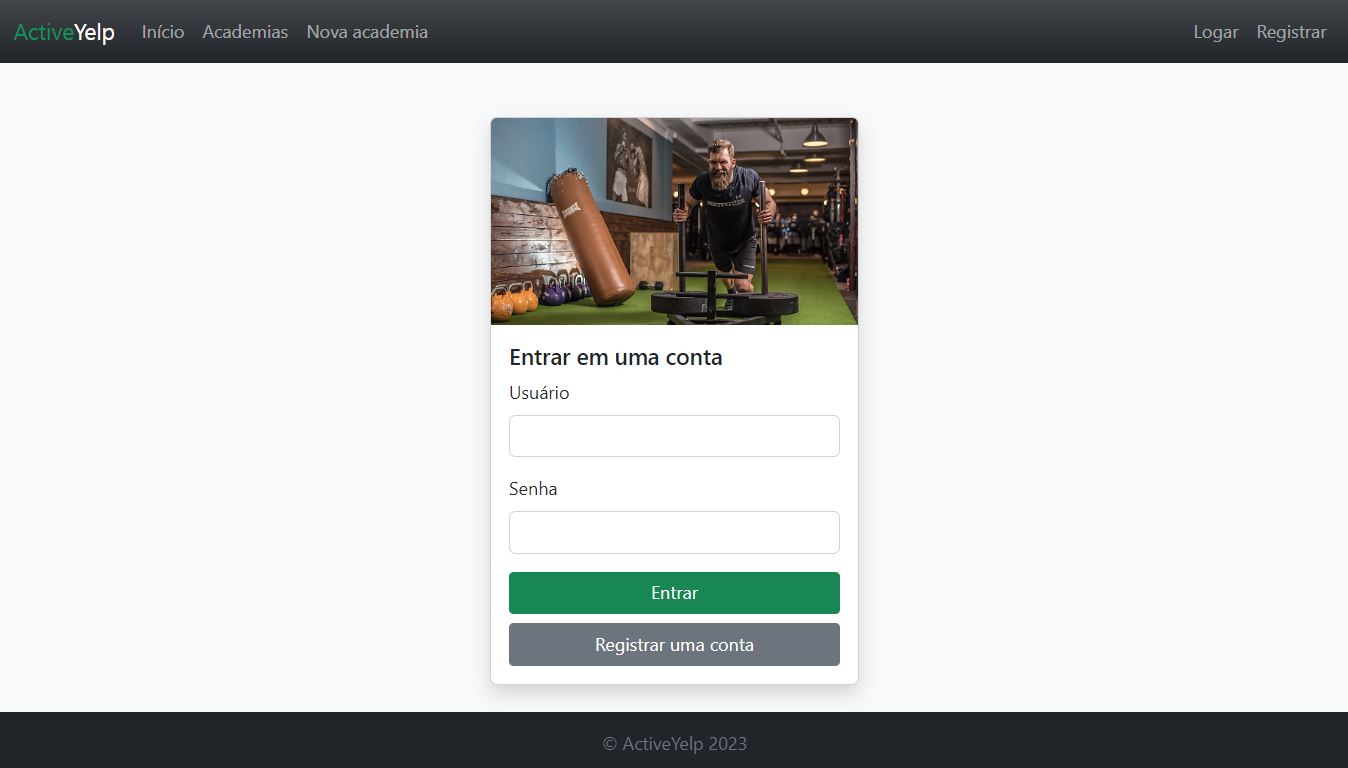 ActiveYelp Início Academias Nova academia Logar Registrar
Entrar em uma conta
Usuário
Senha
Entrar
Registrar uma conta
© ActiveYelp 2023